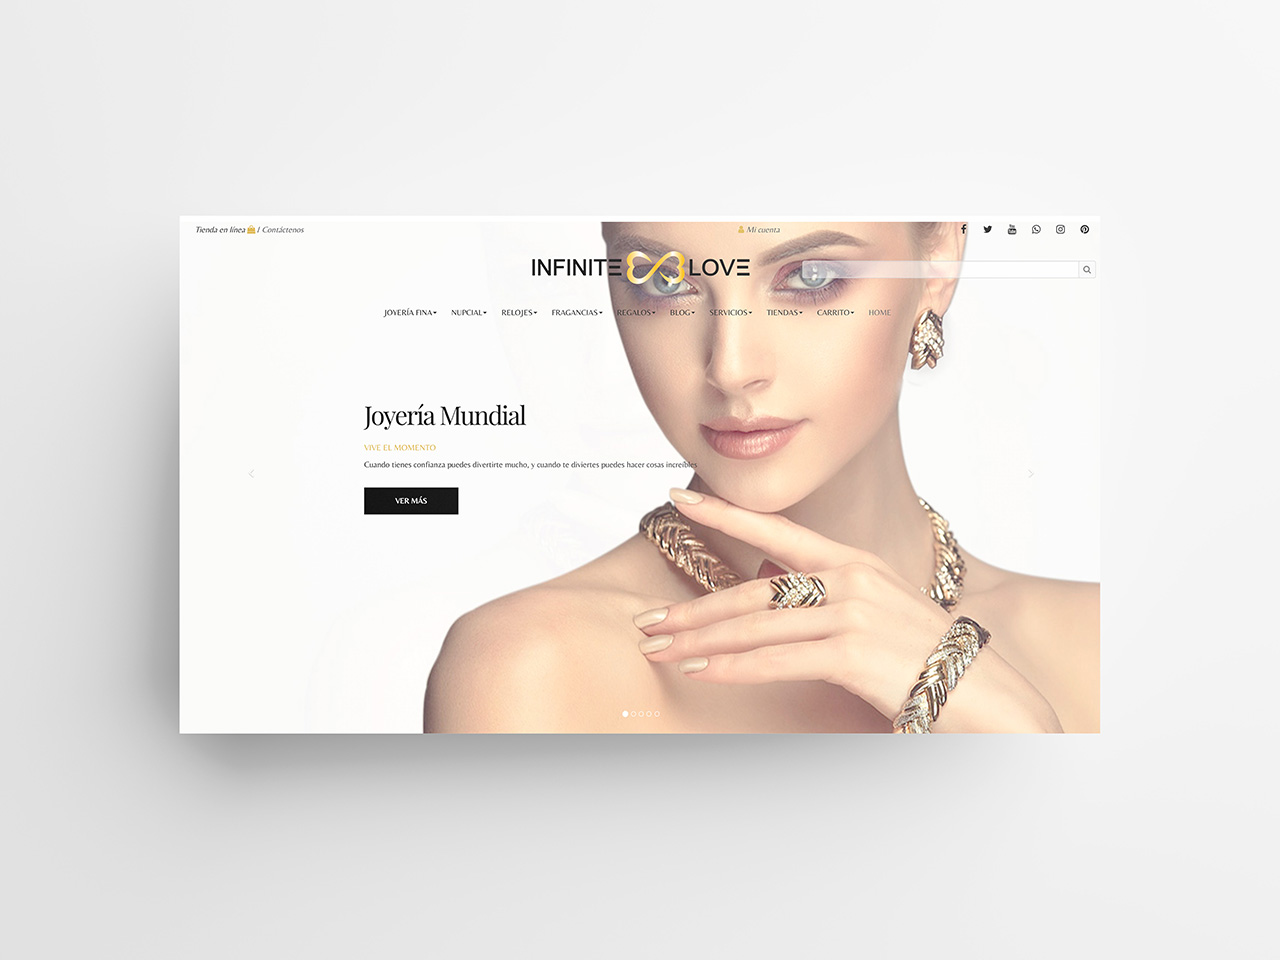 Tienda en línea / Contáctenos
Mi cuenta
INFINITE LOVE
JOYERÍA FINA NUPCIAL RELOJES FRAGANCIAS REGALOS BLOG SERVICIOS TIENDAS CARRITO HOME
Joyería Mundial
VIVE EL MOMENTO
Cuando tienes confianza puedes divertirte mucho, y cuando te diviertes puedes hacer cosas increíbles
VER MÁS